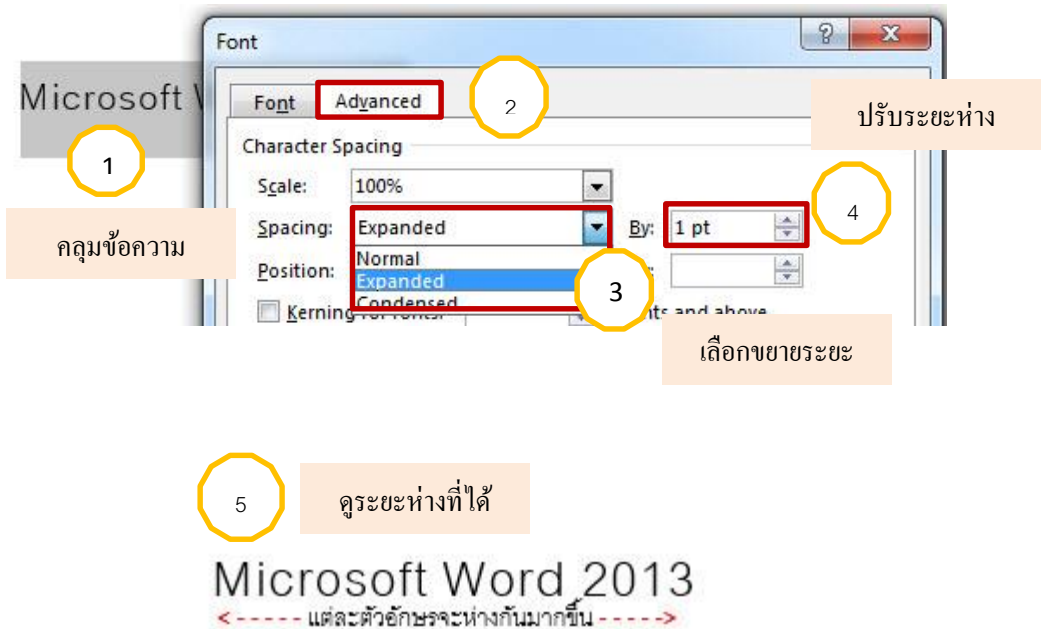 Font
Microsoft W
Font
Advanced
2
ปรับระยะห่าง
Character Spacing
1
Scale:
100%
4
คลุมข้อความ
Spacing:
Expanded
By:
1 pt
Normal
Position:
Expanded
3
Condensed
Kerning for fonts:
and above
เลือกขยายระยะ
5
ดูระยะห่างที่ได้
Microsoft Word 2013
<----- แต่ละตัวอักษรจะห่างกันมากขึ้น ----->